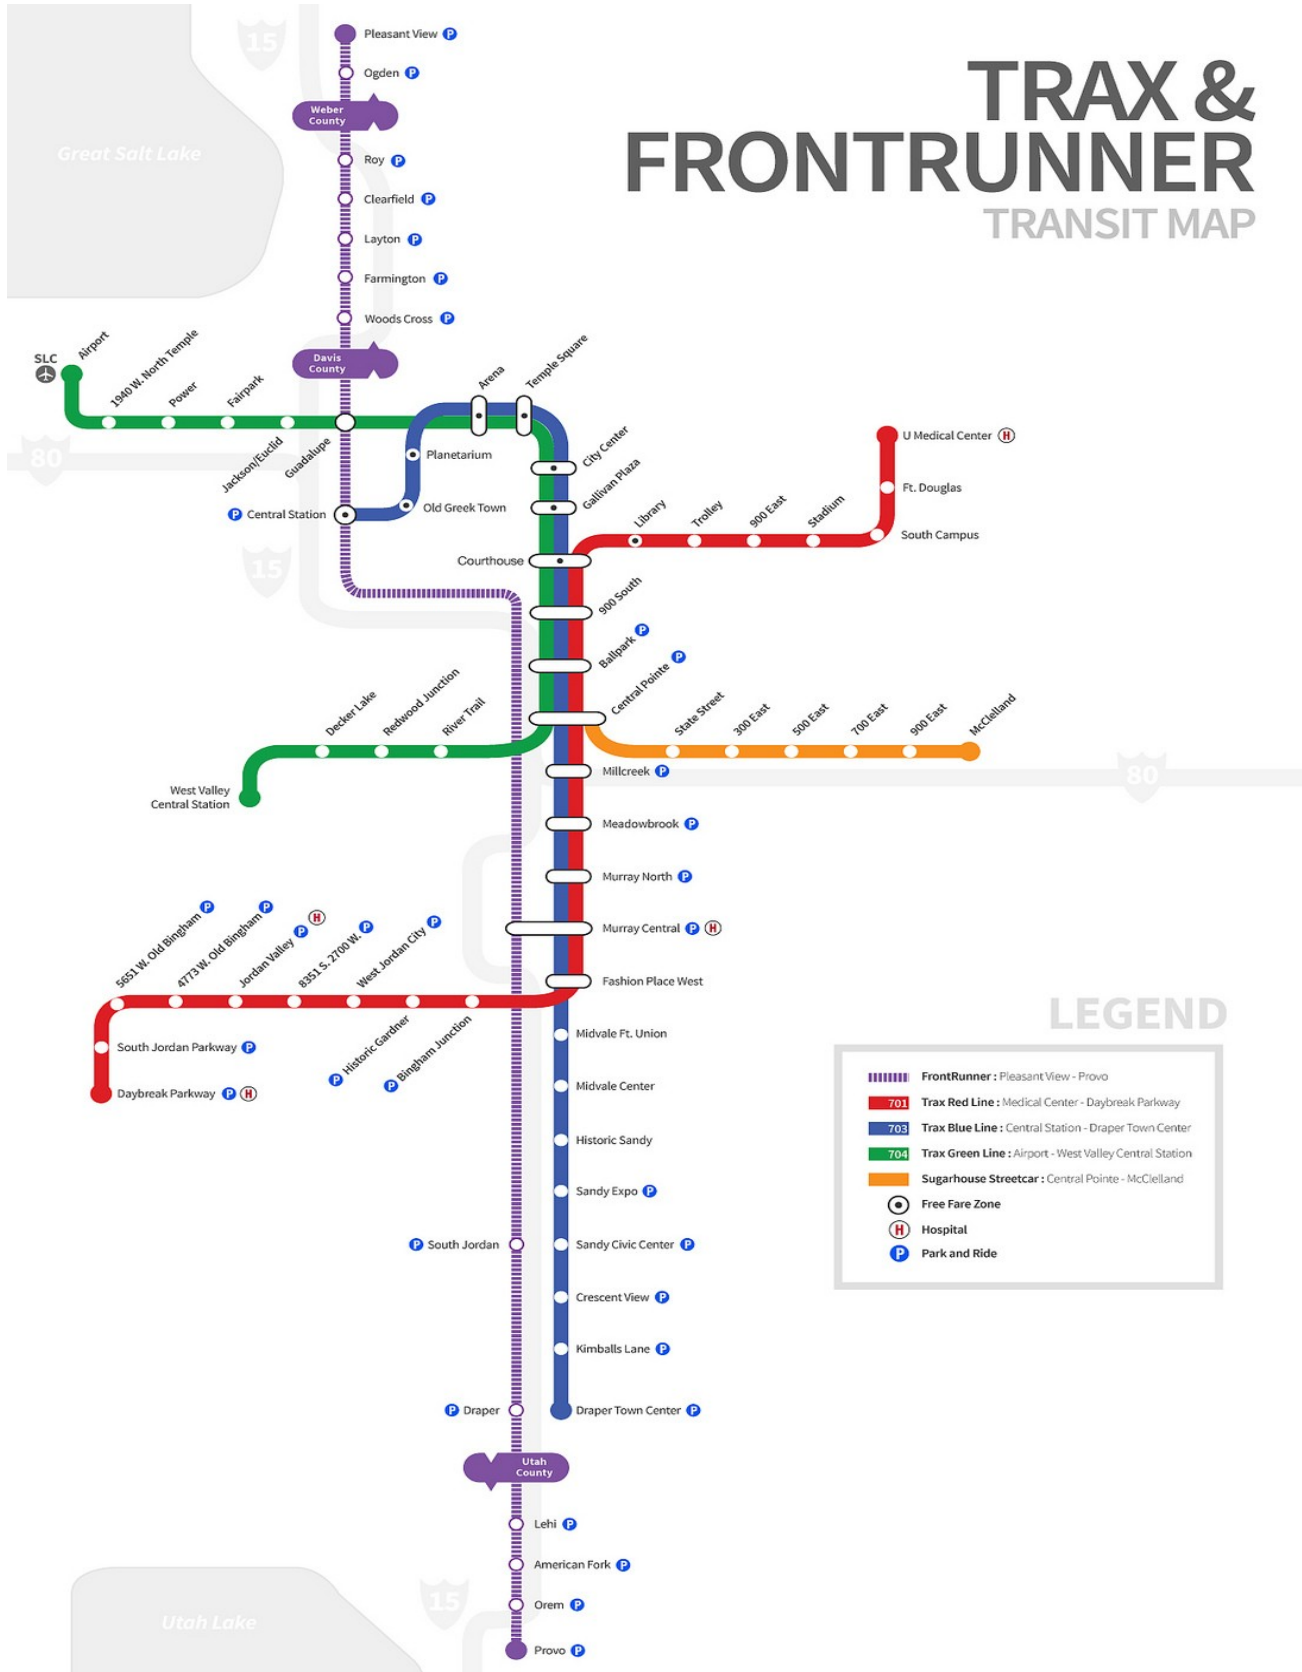 TRAX &
FRONTRUNNER
TRANSIT MAP
15
Pleasant View P
Ogden P
Weber
County
Great Salt Lake
Roy P
Clearfield P
Layton P
Farmington P
Woods Cross P
Davis
County
SLC
Airport
1940 W. North Temple
Power
Fairpark
Jackson/Euclid
Guadalupe
Arena
Temple Square
80
Planetarium
City Center
U Medical Center H
P Central Station
Old Greek Town
Gallivan Plaza
Ft. Douglas
Library
Trolley
900 East
Stadium
South Campus
15
Courthouse
900 South
Ballpark P
Central Pointe P
Decker Lake
Redwood Junction
River Trail
State Street
300 East
500 East
700 East
900 East
McClelland
West Valley
Central Station
Millcreek P
80
Meadowbrook P
Murray North P
Murray Central P H
Fashion Place West
5651 W. Old Bingham P
4773 W. Old Bingham P
Jordan Valley P H
8351 S. 2700 W. P
West Jordan City P
P Historic Gardner
P Bingham Junction
South Jordan Parkway P
Daybreak Parkway P H
Midvale Ft. Union
Midvale Center
Historic Sandy
Sandy Expo P
P South Jordan
Sandy Civic Center P
Crescent View P
Kimballs Lane P
P Draper
Draper Town Center P
Utah
County
Lehi P
American Fork P
15
Orem P
Utah Lake
Provo P
LEGEND
FrontRunner : Pleasant View - Provo
701 Trax Red Line : Medical Center - Daybreak Parkway
703 Trax Blue Line : Central Station - Draper Town Center
704 Trax Green Line : Airport - West Valley Central Station
Sugarhouse Streetcar : Central Pointe - McClelland
Free Fare Zone
H Hospital
P Park and Ride